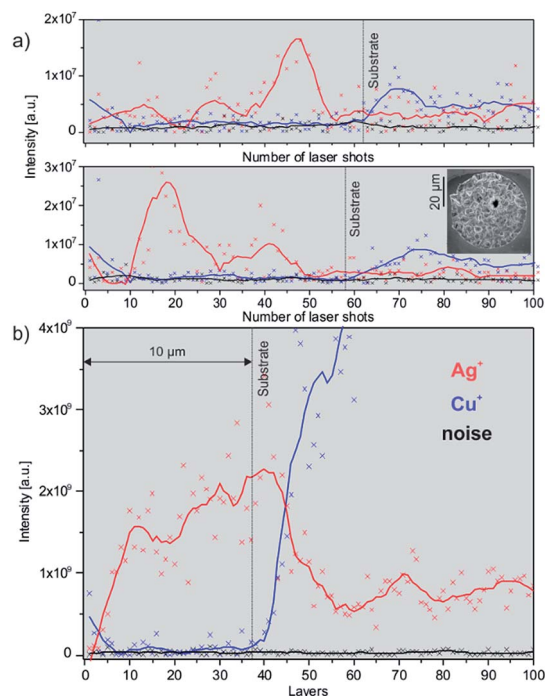 a)
2x10⁷
1x10⁷
0
Substrate
Number of laser shots
Intensity [a.u.]
3x10⁷
2x10⁷
1x10⁷
0
Substrate
20 µm
0 10 20 30 40 50 60 70 80 90 100
Number of laser shots
b)
4x10⁹
3x10⁹
2x10⁹
1x10⁹
0
Intensity [a.u.]
10 µm
Substrate
Ag⁺
Cu⁺
noise
0 10 20 30 40 50 60 70 80 90 100
Layers